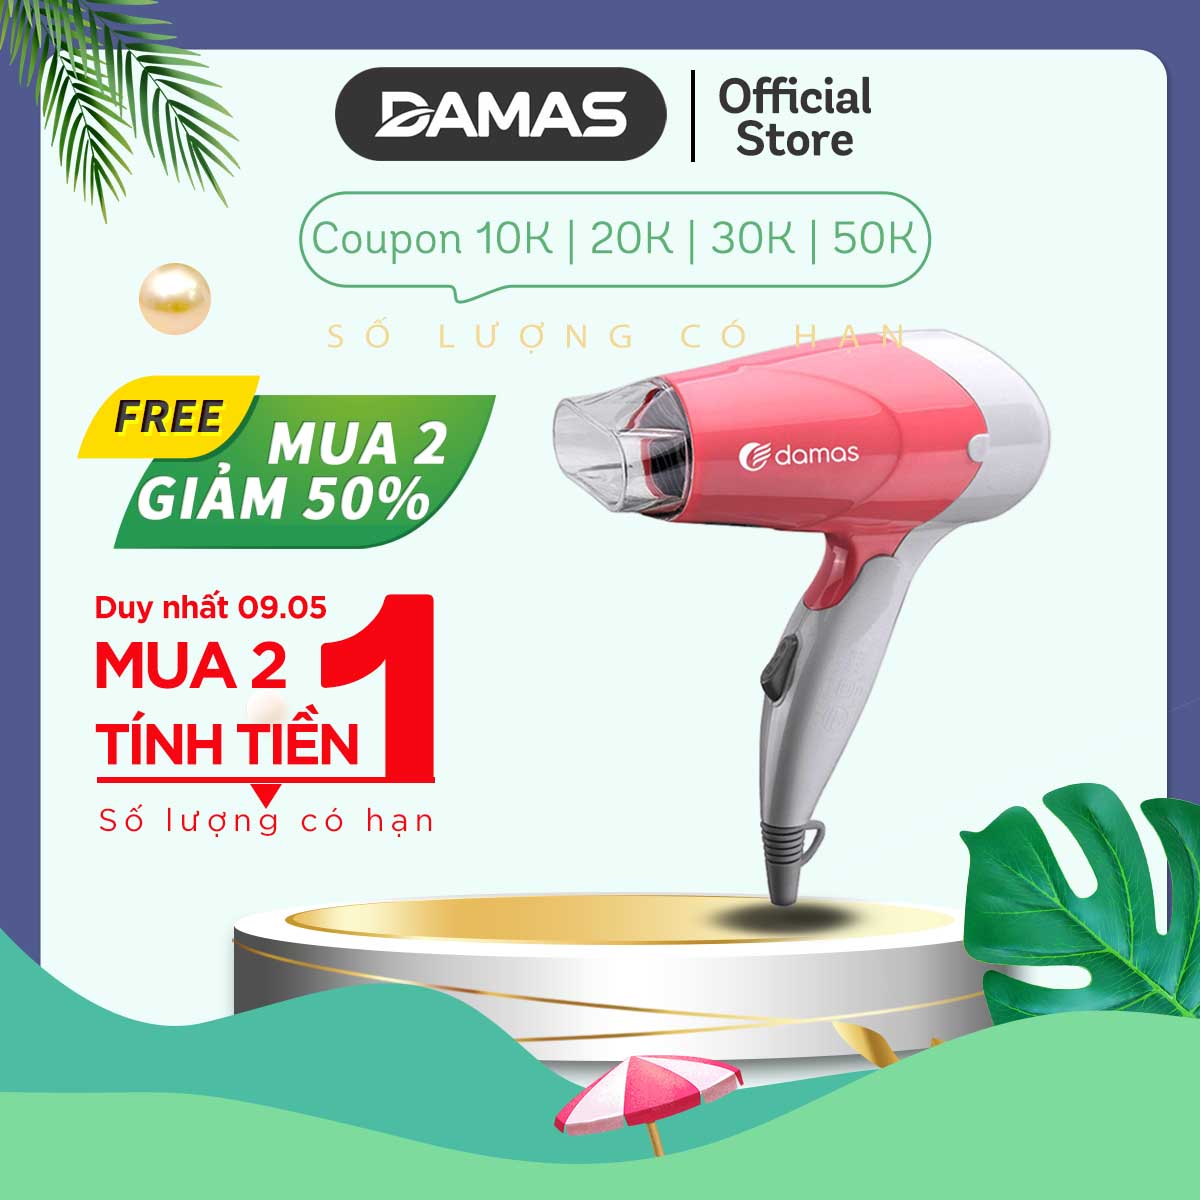 DAMAS
Official
Store
Coupon 10K | 20K | 30K | 50K
SỐ LƯỢNG CÓ HẠN
FREE
MUA 2
GIẢM 50%
damas
Duy nhất 09.05
MUA 2
TÍNH TIỀN 1
Số lượng có hạn